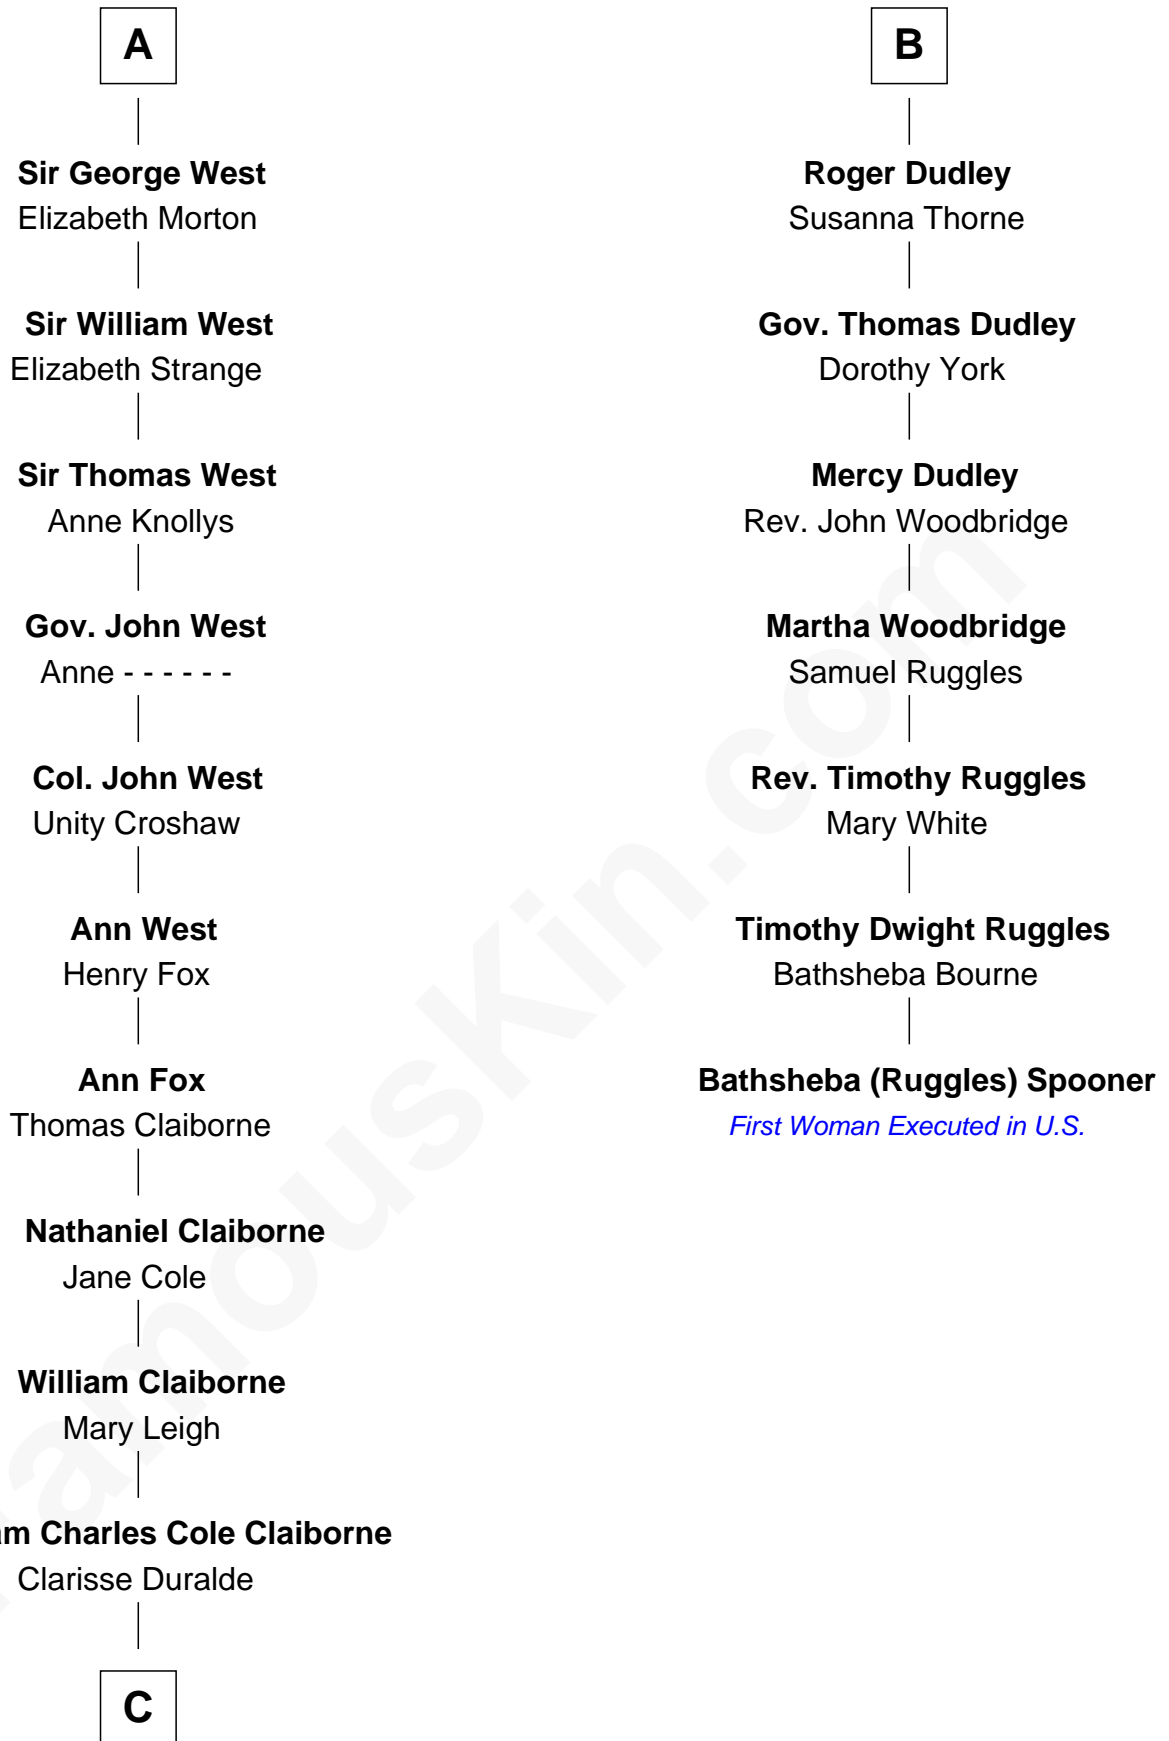 A
Sir George West
Elizabeth Morton
Sir William West
Elizabeth Strange
Sir Thomas West
Anne Knollys
Gov. John West
Anne - - - - - -
Col. John West
Unity Croshaw
Ann West
Henry Fox
Ann Fox
Thomas Claiborne
Nathaniel Claiborne
Jane Cole
William Claiborne
Mary Leigh
am Charles Cole Claiborne
Clarisse Duralde
C
B
Roger Dudley
Susanna Thorne
Gov. Thomas Dudley
Dorothy York
Mercy Dudley
Rev. John Woodbridge
Martha Woodbridge
Samuel Ruggles
Rev. Timothy Ruggles
Mary White
Timothy Dwight Ruggles
Bathsheba Bourne
Bathsheba (Ruggles) Spooner
First Woman Executed in U.S.
FamousKin.com